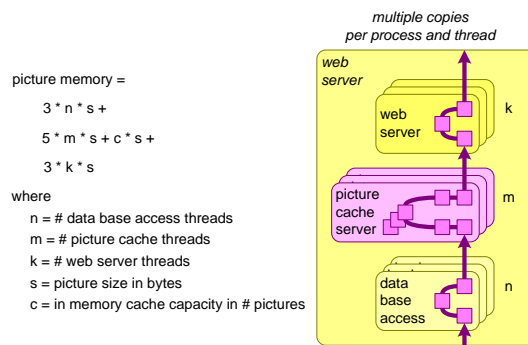 multiple copies
per process and thread
picture memory =
3 * n * s +
5 * m * s + c * s +
3 * k * s
where
n = # data base access threads
m = # picture cache threads
k = # web server threads
s = picture size in bytes
c = in memory cache capacity in # pictures
web
server
web
server
k
picture
cache
server
m
data
base
access
n